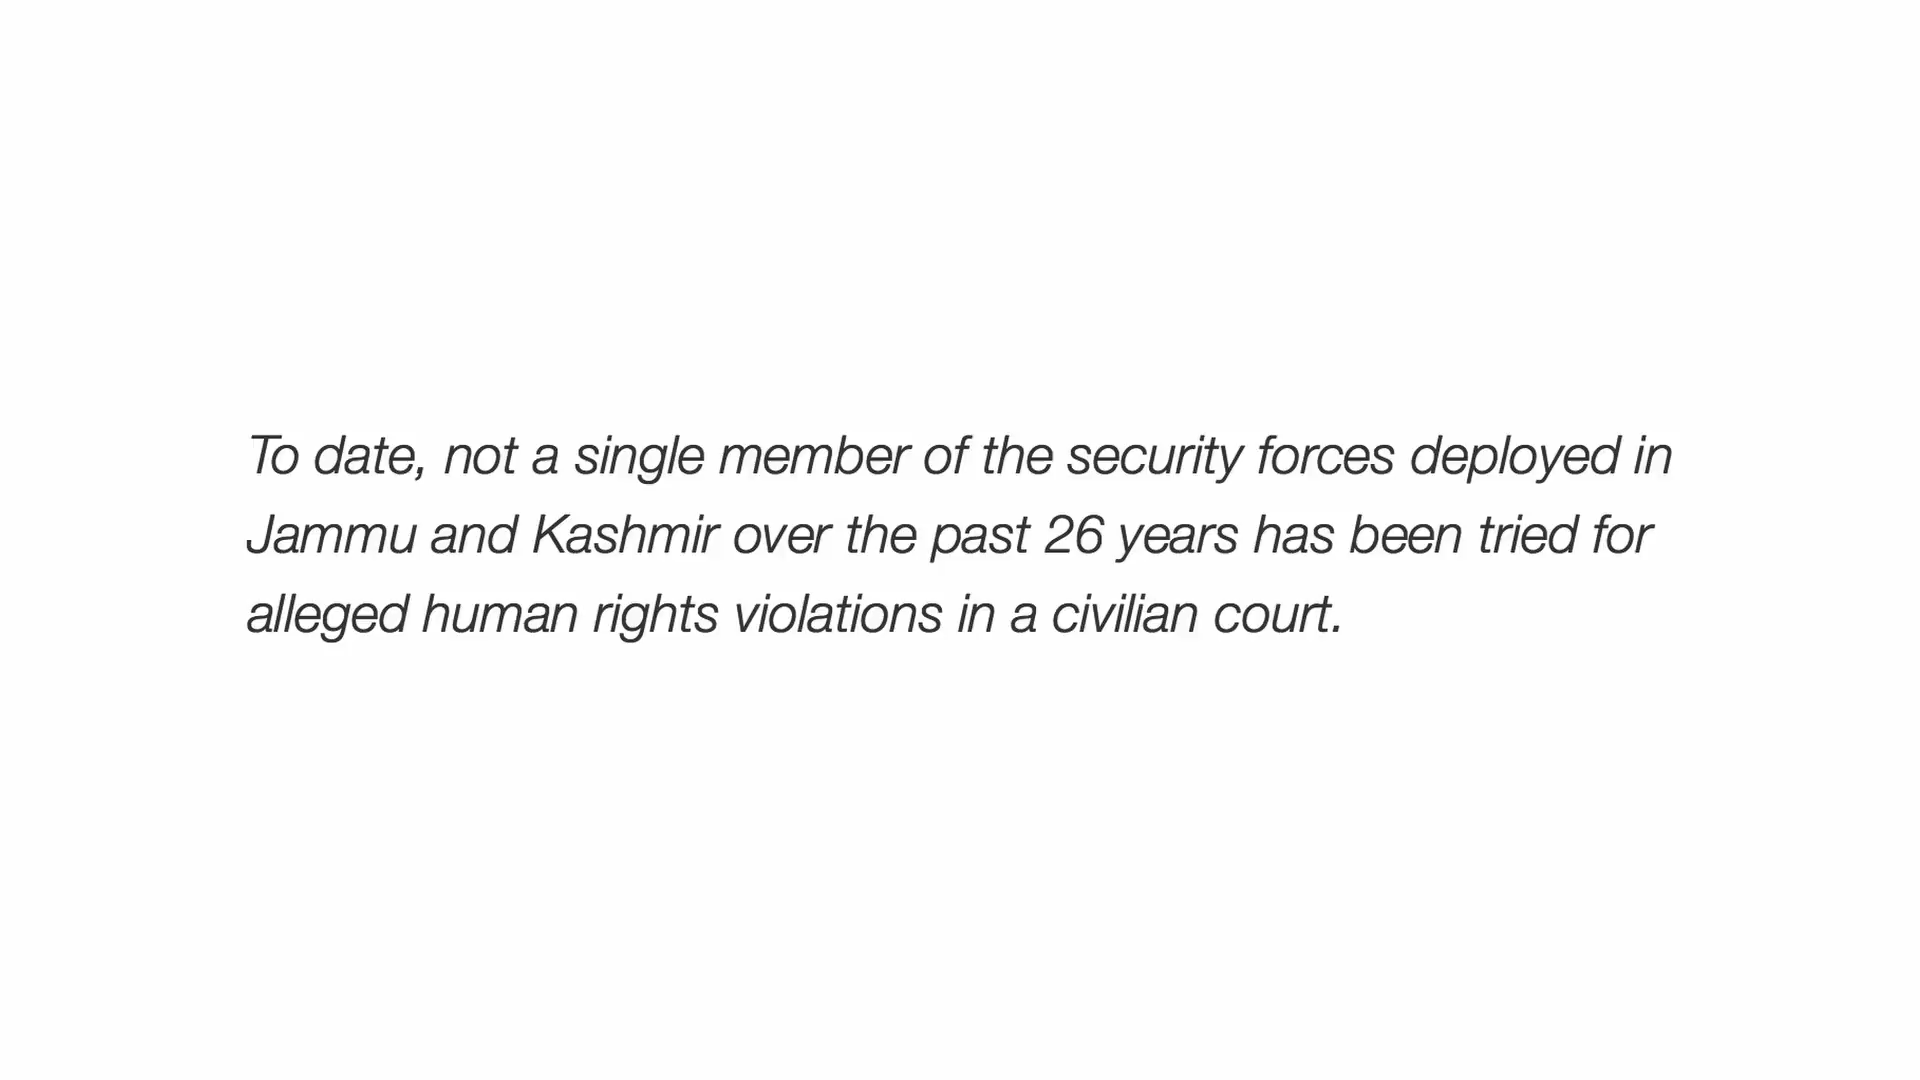 To date, not a single member of the security forces deployed in
Jammu and Kashmir over the past 26 years has been tried for
alleged human rights violations in a civilian court.